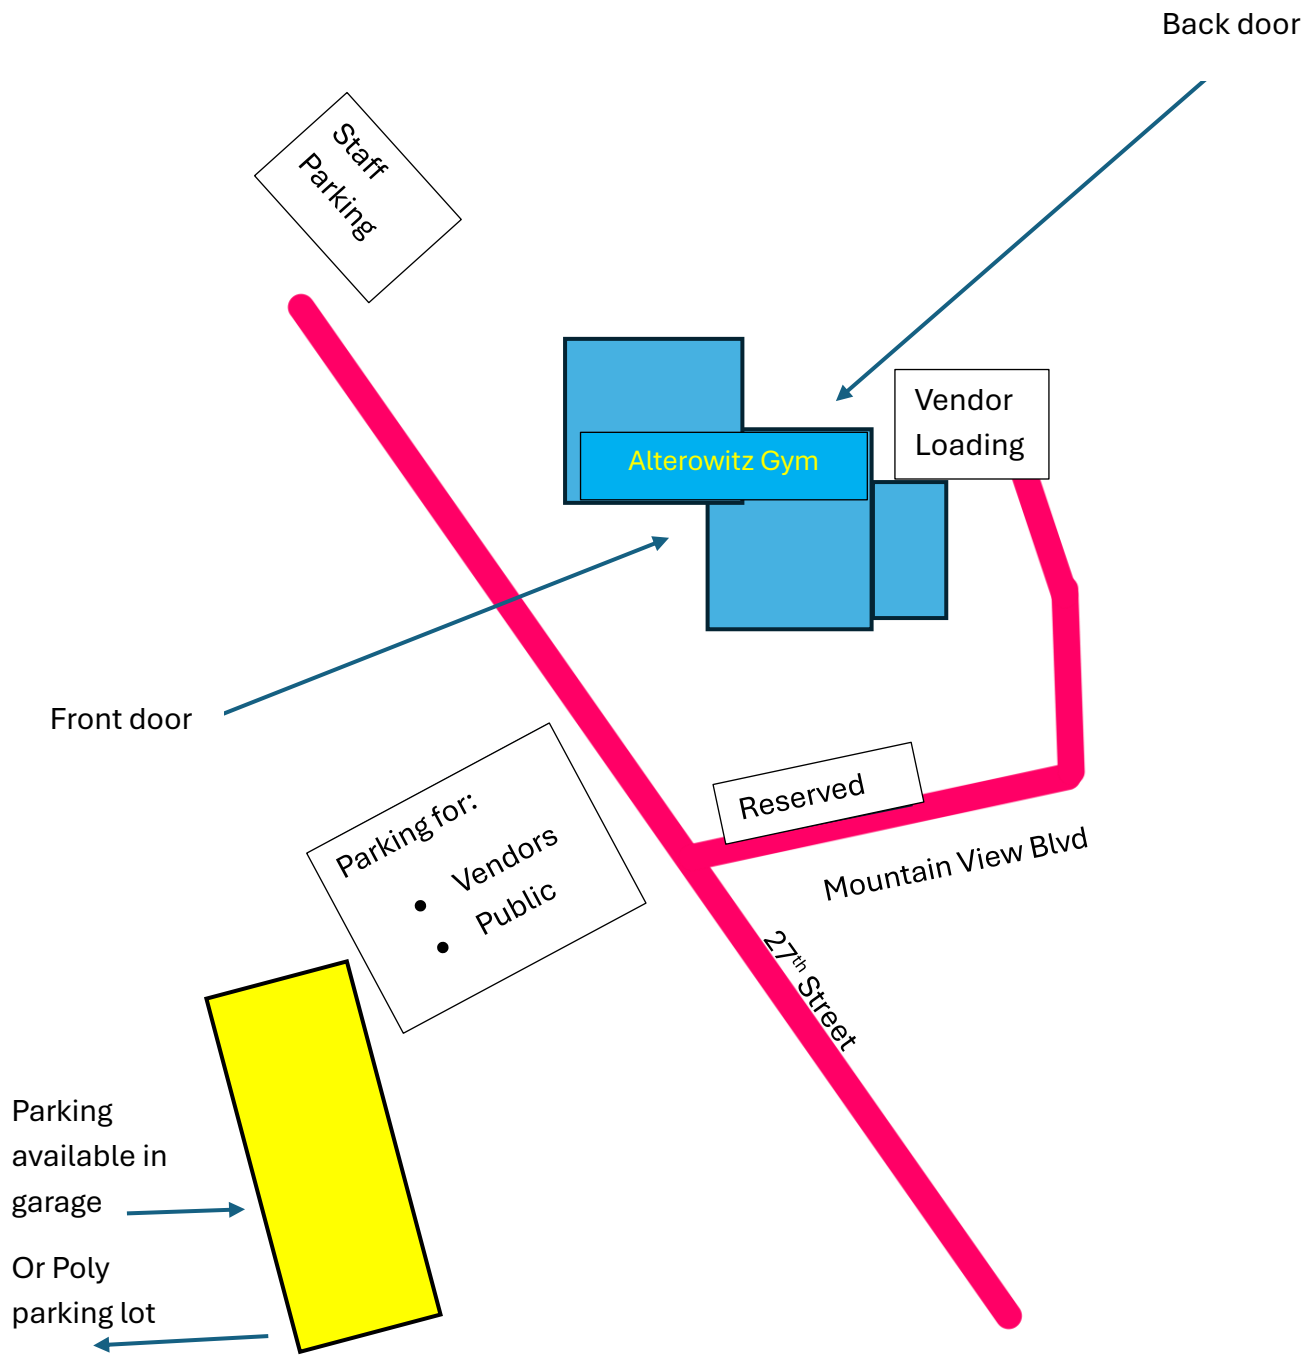 Back door
Staff
Parking
Vendor
Loading
Alterowitz Gym
Front door
Reserved
Parking for:
• Vendors
• Public
Mountain View Blvd
27th Street
Parking
available in
garage
Or Poly
parking lot